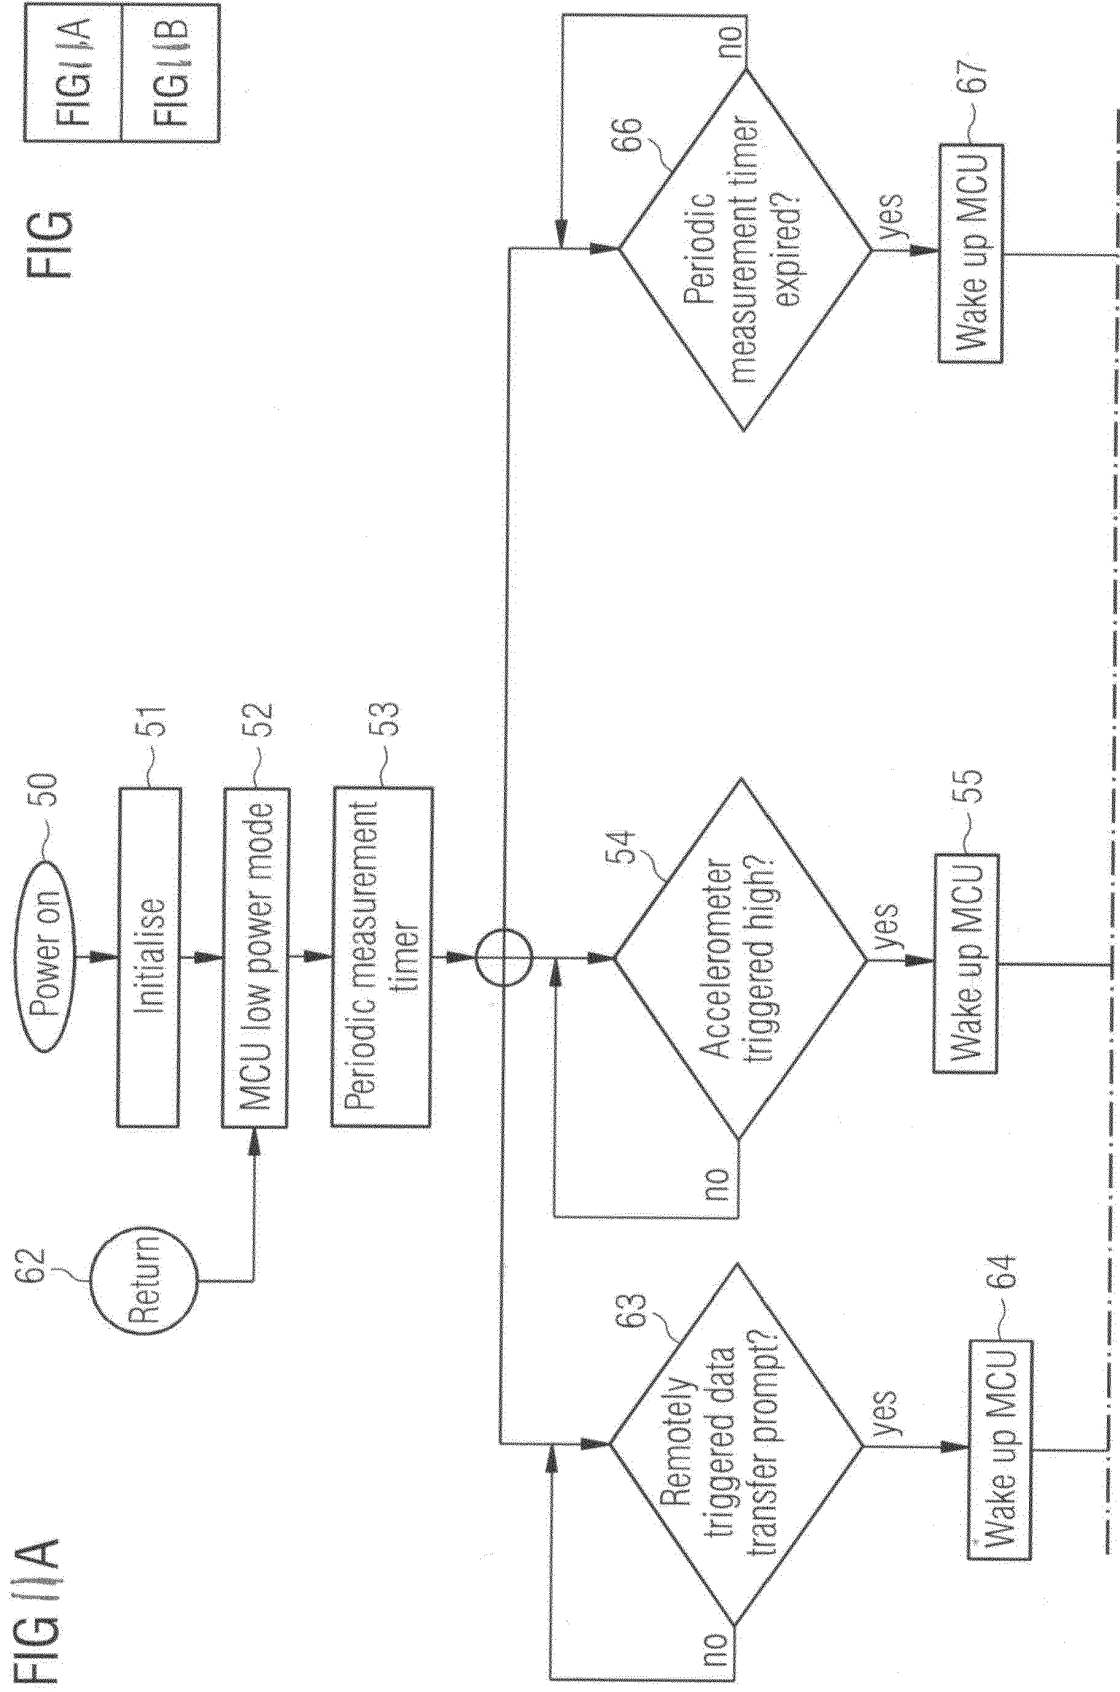 FIG 11A
FIG
FIG 11A
FIG 11B
Power on
50
Initialise
51
62
Return
MCU low power mode
52
Periodic measurement
timer
53
63
Remotely
triggered data
transfer prompt?
no
yes
Wake up MCU
64
54
Accelerometer
triggered high?
no
yes
Wake up MCU
55
66
Periodic
measurement timer
expired?
no
yes
Wake up MCU
67